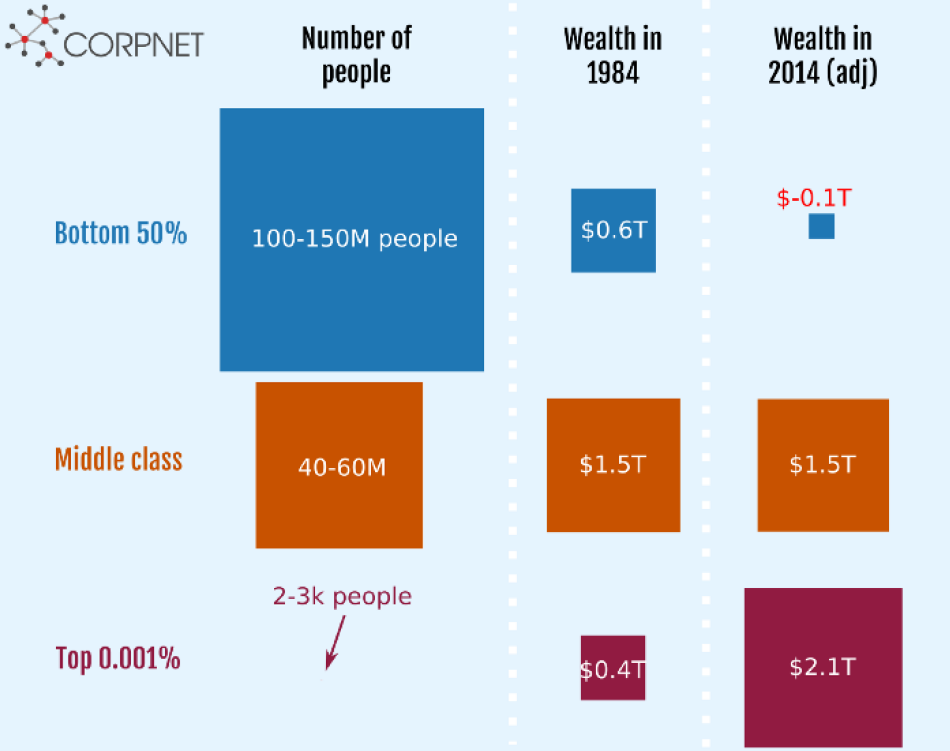 CORPNET
Number of
people
Wealth in
1984
Wealth in
2014 (adj)
Bottom 50%
100-150M people
$0.6T
$-0.1T
Middle class
40-60M
$1.5T
$1.5T
2-3k people
Top 0.001%
$0.4T
$2.1T